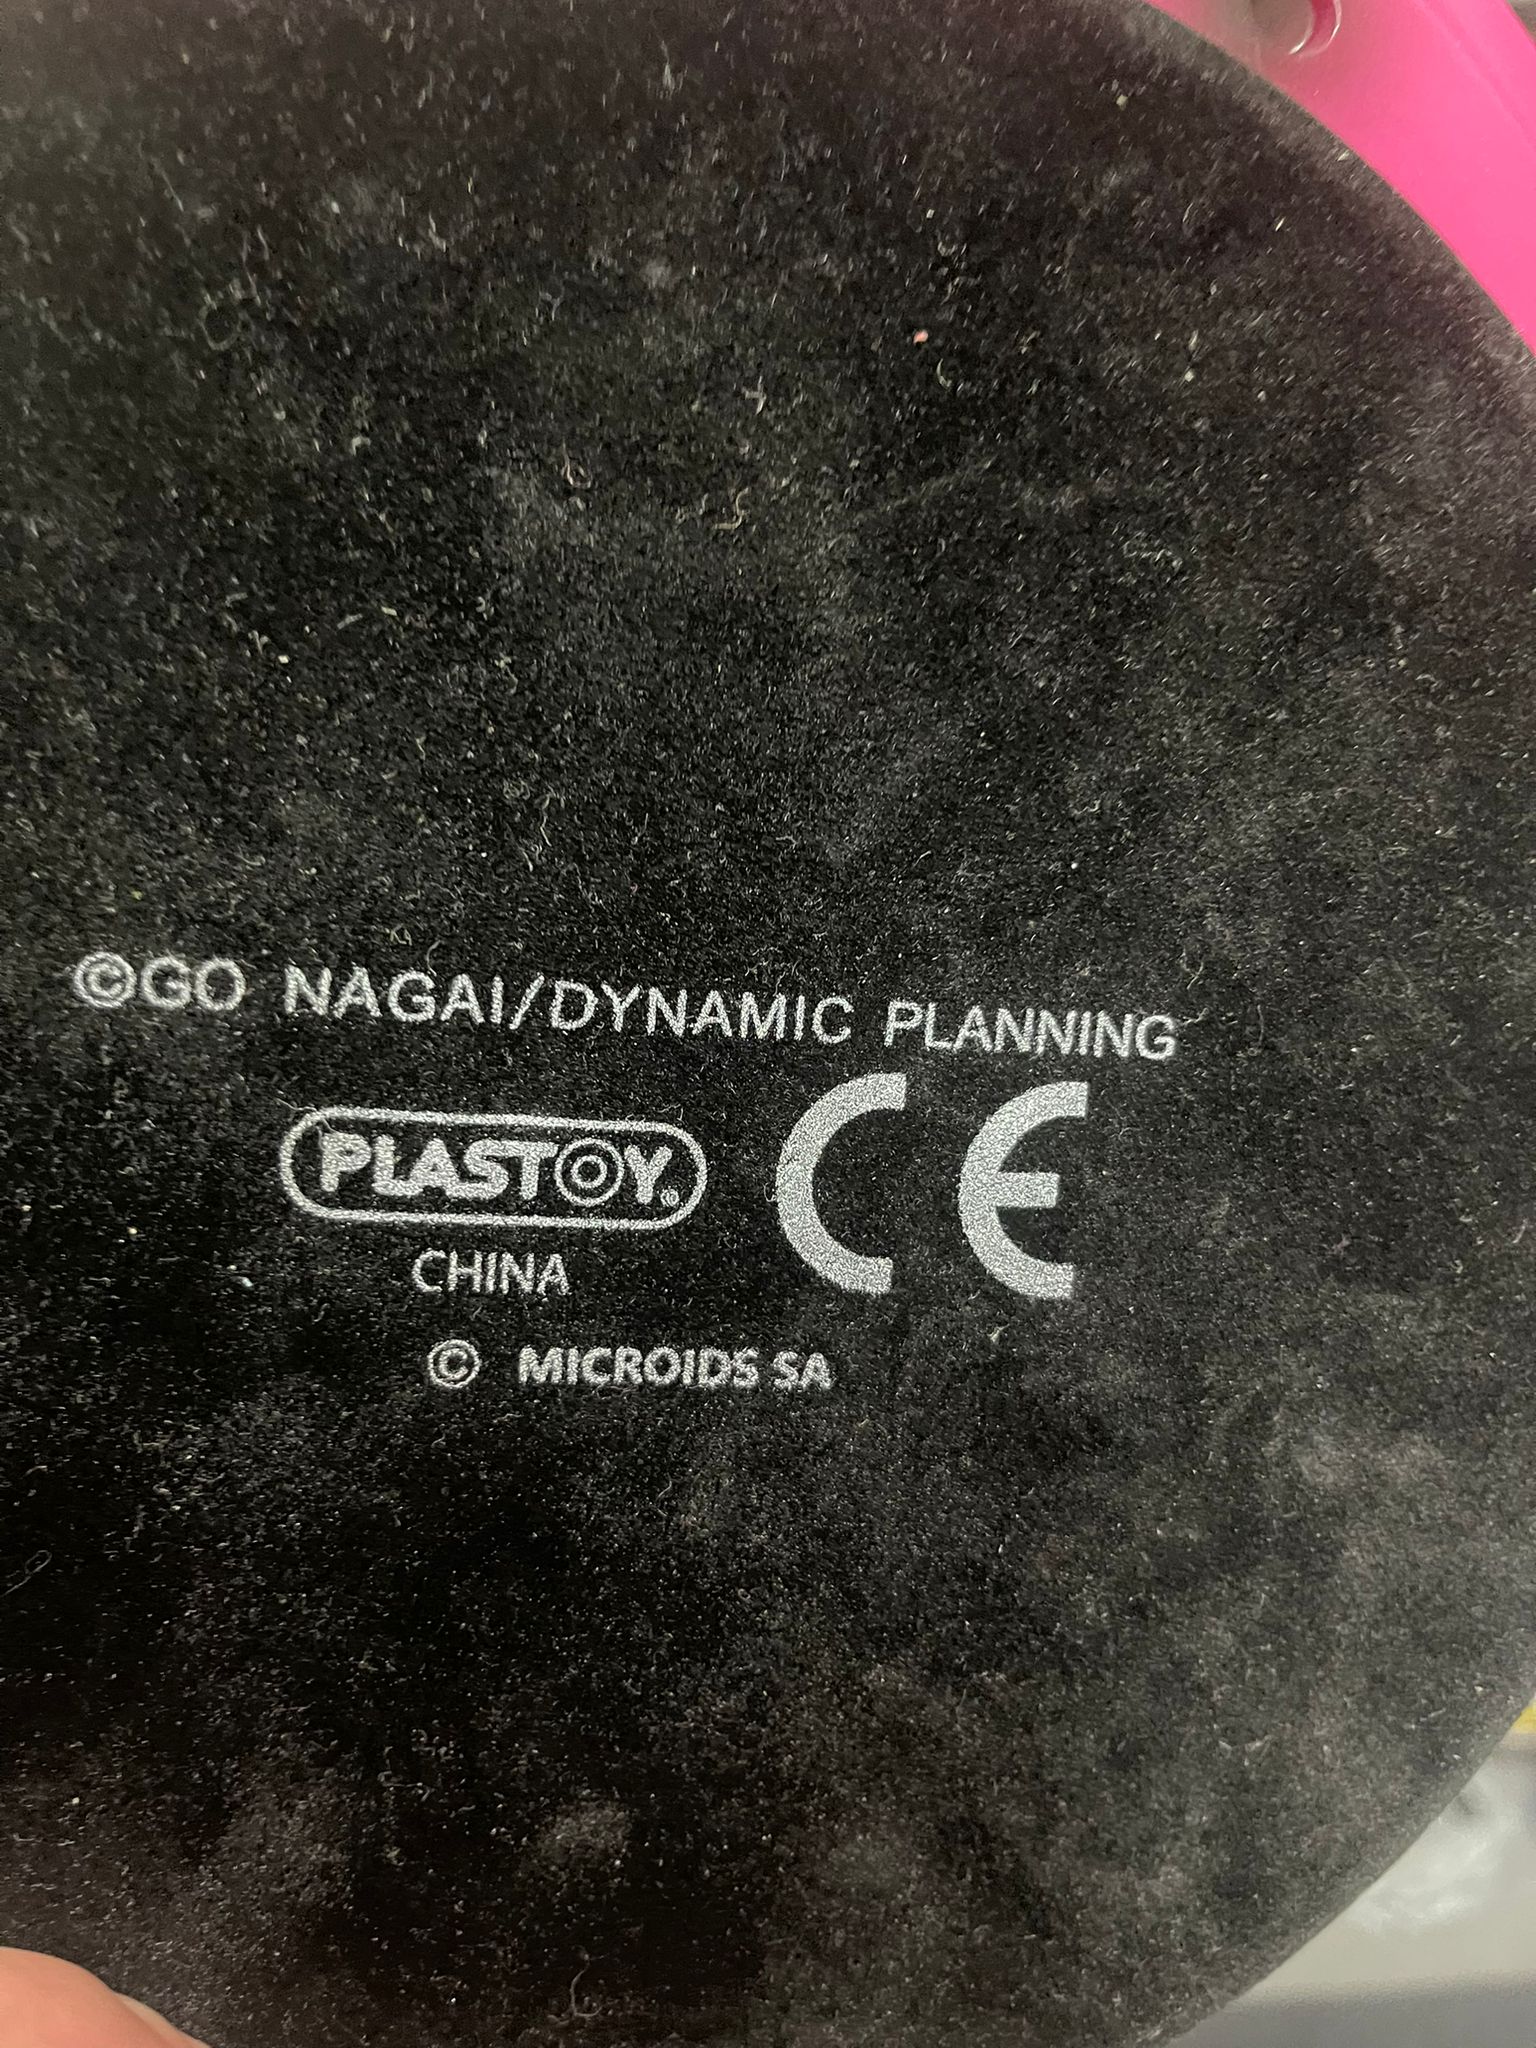 ©GO NAGAI/DYNAMIC PLANNING
PLASTOY® CE
CHINA
© MICROIDS SA